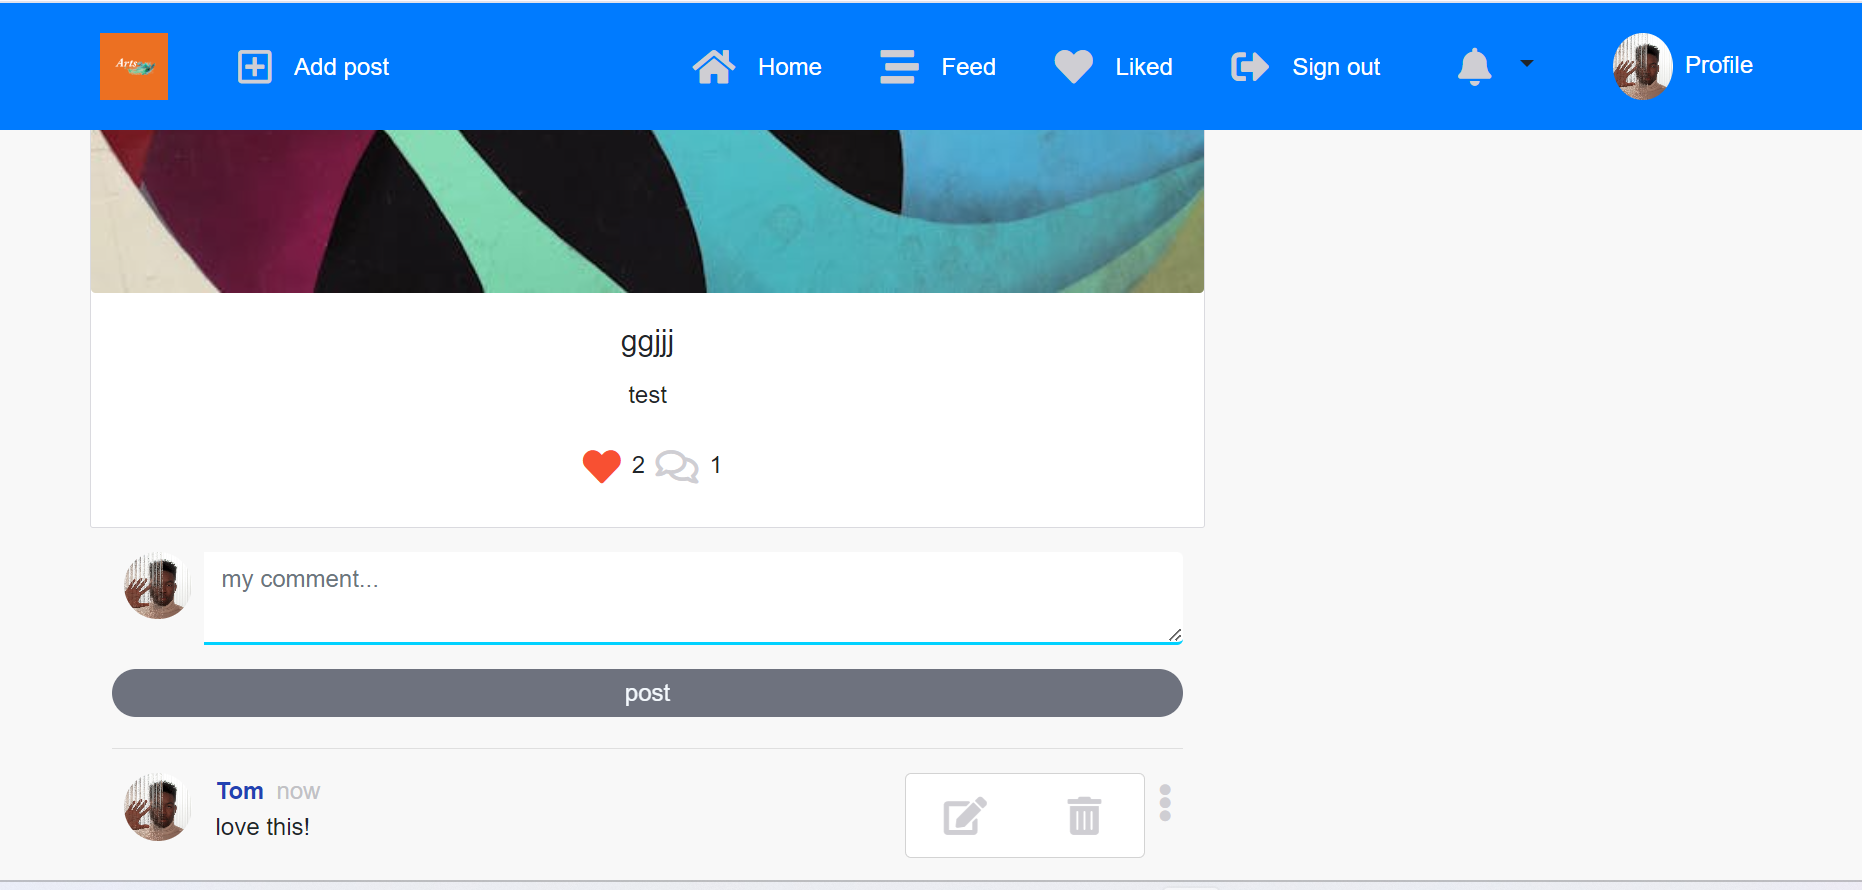 Arts
Add post
Home
Feed
Liked
Sign out
Profile
ggjjj
test
2
1
my comment...
post
Tom now
love this!